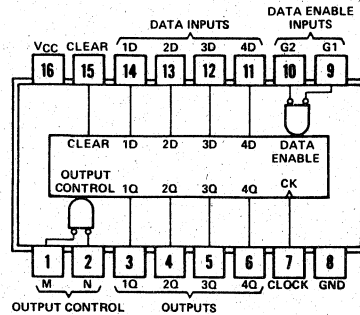 DATA INPUTS
DATA ENABLE
INPUTS
VCC CLEAR 1D 2D 3D 4D G2 G1
16 15 14 13 12 11 10 9
CLEAR 1D 2D 3D 4D DATA
ENABLE
OUTPUT
CONTROL 1Q 2Q 3Q 4Q CK
1 2 3 4 5 6 7 8
M N 1Q 2Q 3Q 4Q CLOCK GND
OUTPUT CONTROL OUTPUTS